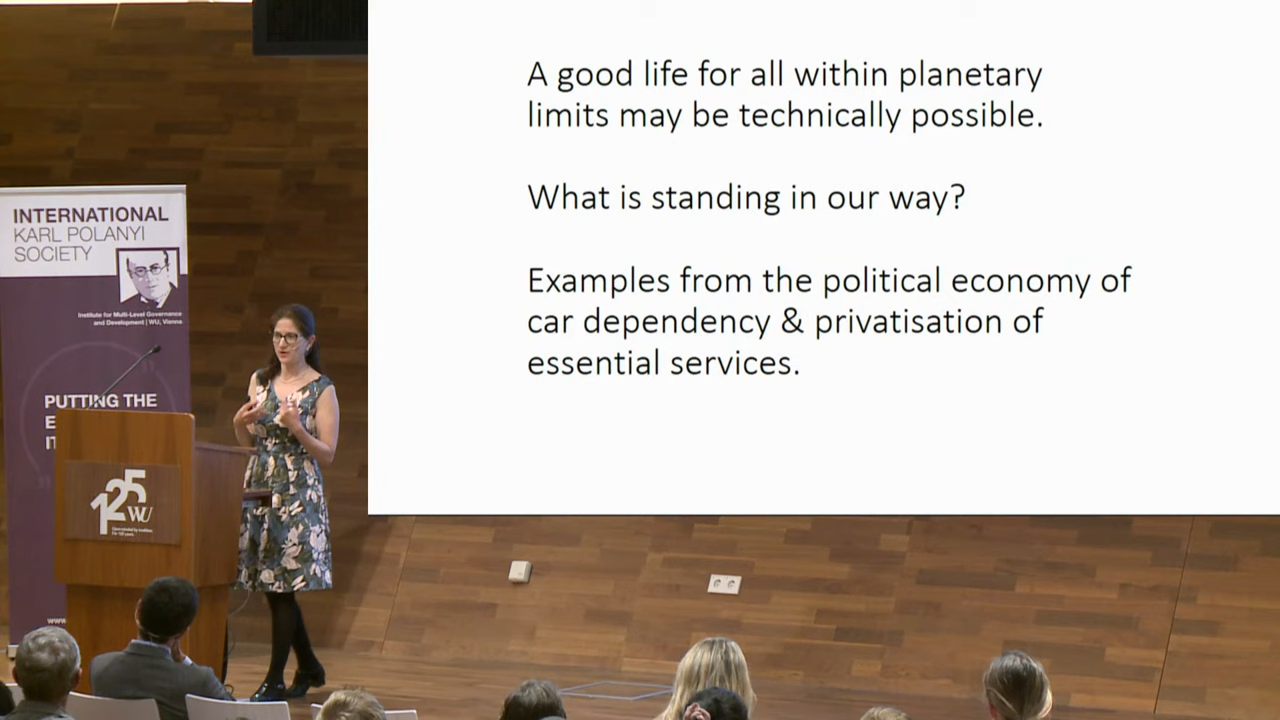 A good life for all within planetary
limits may be technically possible.
What is standing in our way?
Examples from the political economy of
car dependency & privatisation of
essential services.
INTERNATIONAL
KARL POLANYI
SOCIETY
Institute for Multi-Level Governance
and Development | WU, Vienna
PUTTING THE
E
IT
125
WU
www